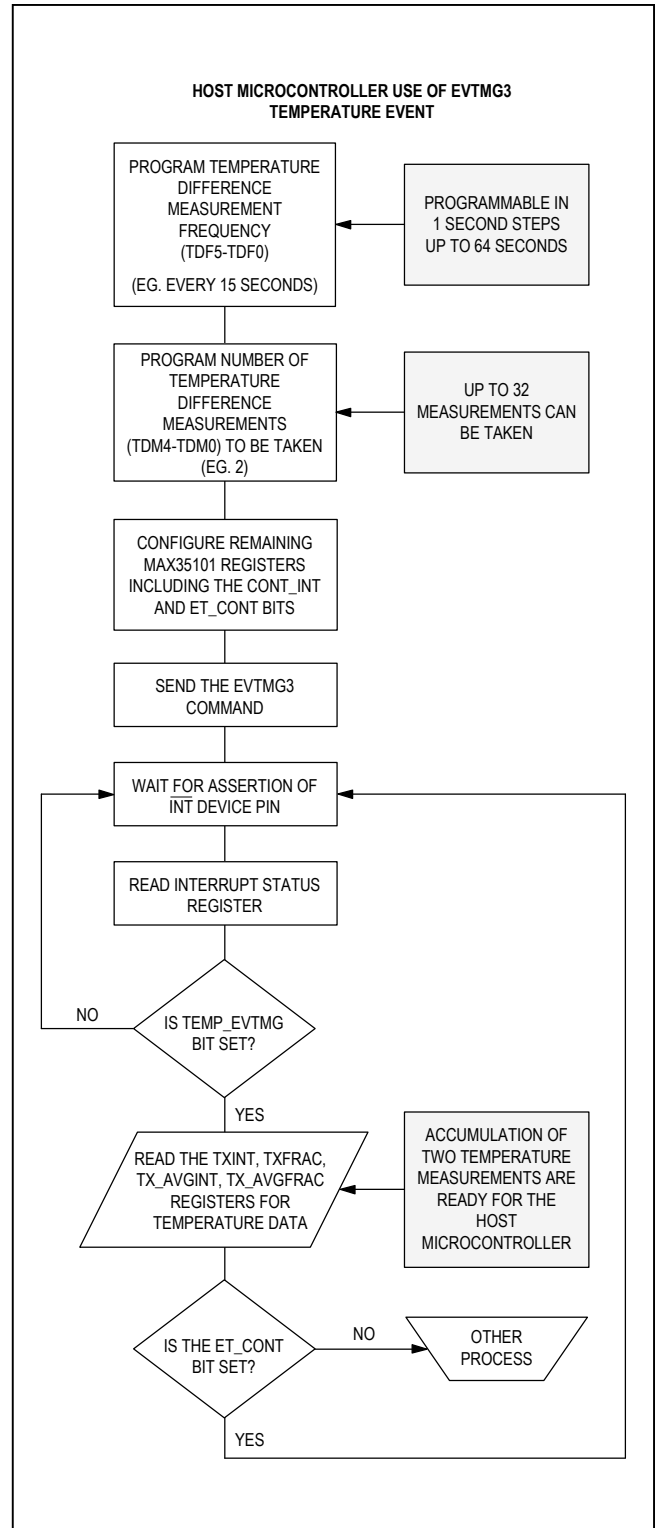 HOST MICROCONTROLLER USE OF EVTMG3
TEMPERATURE EVENT
PROGRAM TEMPERATURE
DIFFERENCE
MEASUREMENT
FREQUENCY
(TDF5-TDF0)
(EG. EVERY 15 SECONDS)
PROGRAMMABLE IN
1 SECOND STEPS
UP TO 64 SECONDS
PROGRAM NUMBER OF
TEMPERATURE
DIFFERENCE
MEASUREMENTS
(TDM4-TDM0) TO BE TAKEN
(EG. 2)
UP TO 32
MEASUREMENTS CAN
BE TAKEN
CONFIGURE REMAINING
MAX35101 REGISTERS
INCLUDING THE CONT_INT
AND ET_CONT BITS
SEND THE EVTMG3
COMMAND
WAIT FOR ASSERTION OF
INT DEVICE PIN
READ INTERRUPT STATUS
REGISTER
NO
IS TEMP_EVTMG
BIT SET?
YES
READ THE TXINT, TXFRAC,
TX_AVGINT, TX_AVGFRAC
REGISTERS FOR
TEMPERATURE DATA
ACCUMULATION OF
TWO TEMPERATURE
MEASUREMENTS ARE
READY FOR THE
HOST
MICROCONTROLLER
IS THE ET_CONT
BIT SET?
NO
OTHER
PROCESS
YES